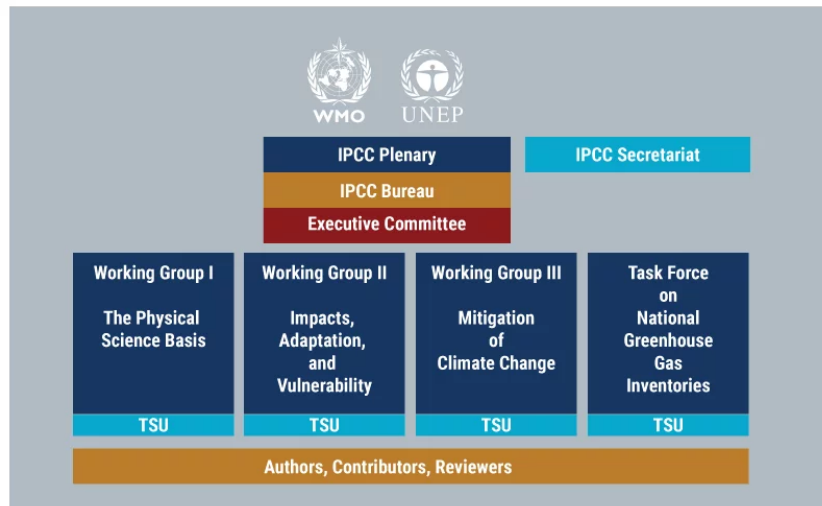 WMO
UNEP
IPCC Plenary
IPCC Secretariat
IPCC Bureau
Executive Committee
Working Group I
The Physical
Science Basis
TSU
Working Group II
Impacts,
Adaptation,
and
Vulnerability
TSU
Working Group III
Mitigation
of
Climate Change
TSU
Task Force
on
National
Greenhouse
Gas
Inventories
TSU
Authors, Contributors, Reviewers